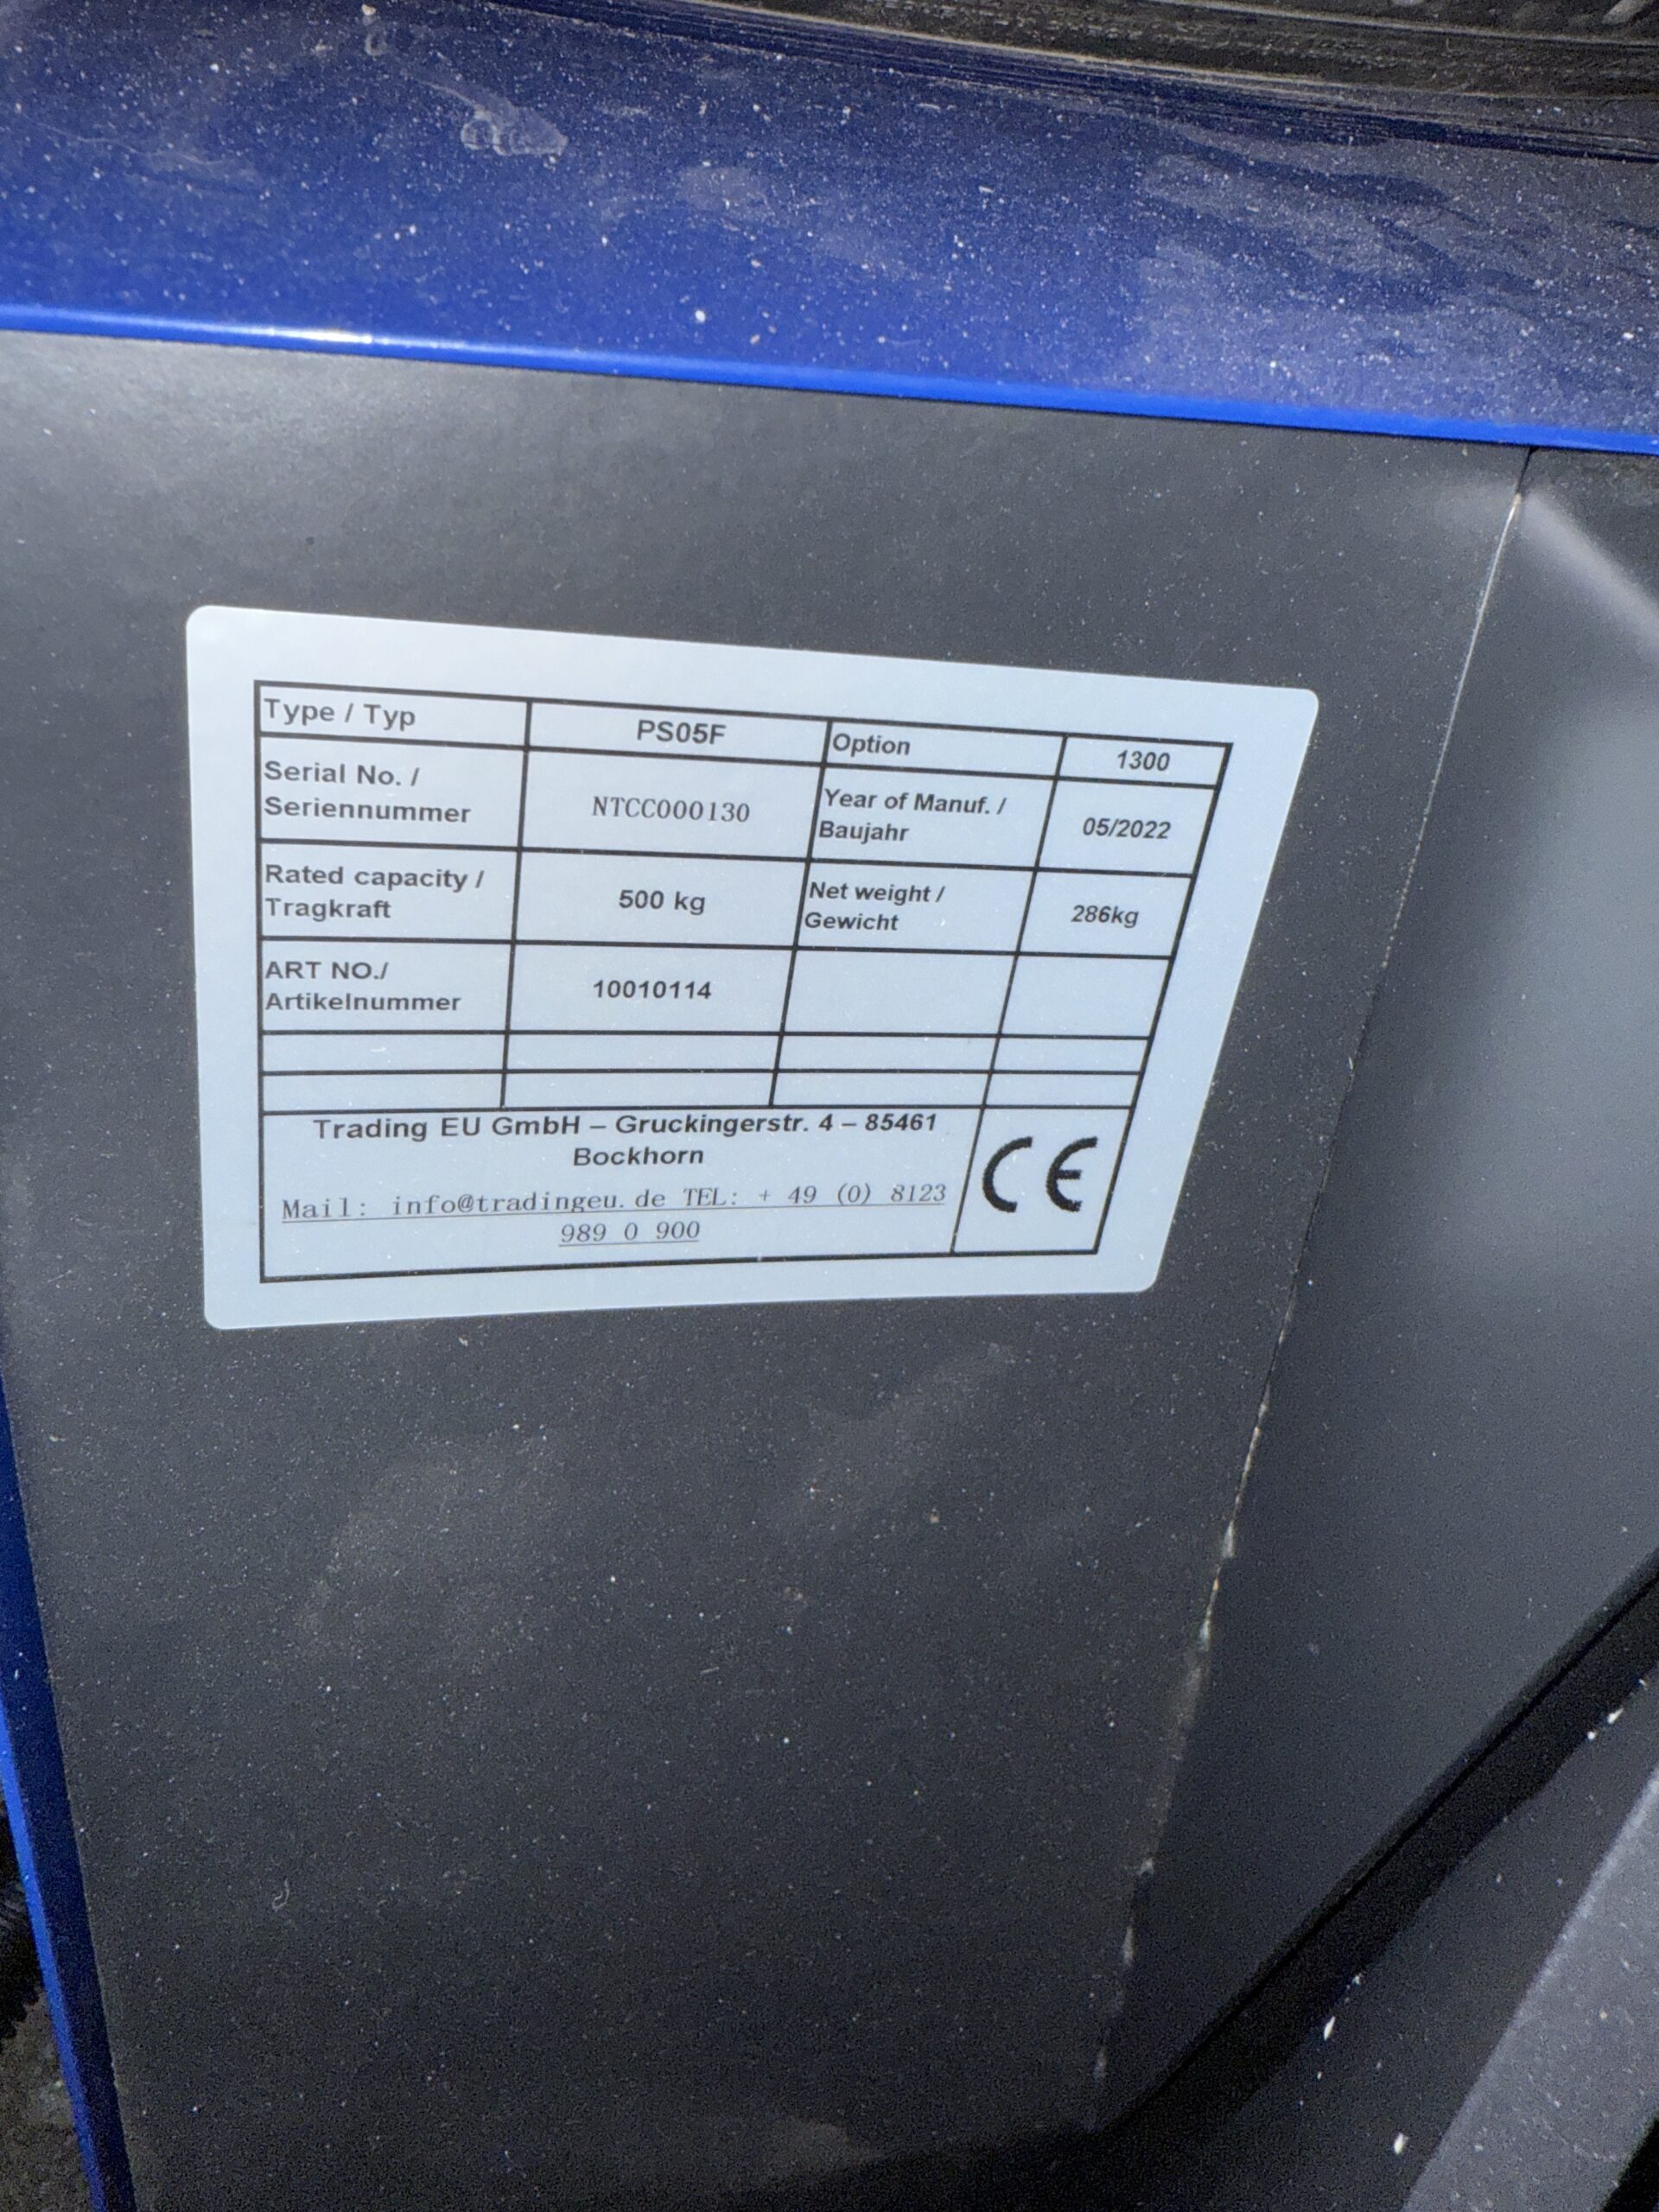 Type / Typ PS05F Option 1300
Serial No. / Seriennummer NTCC000130 Year of Manuf. / Baujahr 05/2022
Rated capacity / Tragkraft 500 kg Net weight / Gewicht 286kg
ART NO./ Artikelnummer 10010114
Trading EU GmbH – Gruckingerstr. 4 – 85461
Bockhorn
Mail: info@tradingeu.de TEL: + 49 (0) 8123
989 0 900
CE